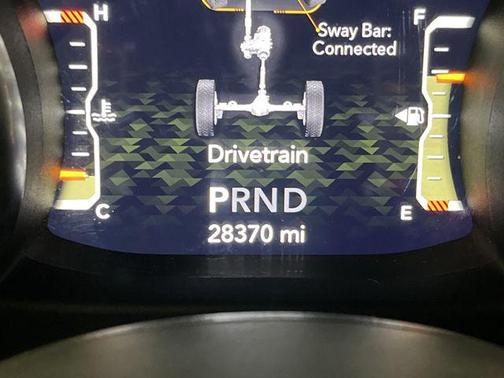 H
F
Sway Bar:
Connected
Drivetrain
PRND
C
E
28370 mi